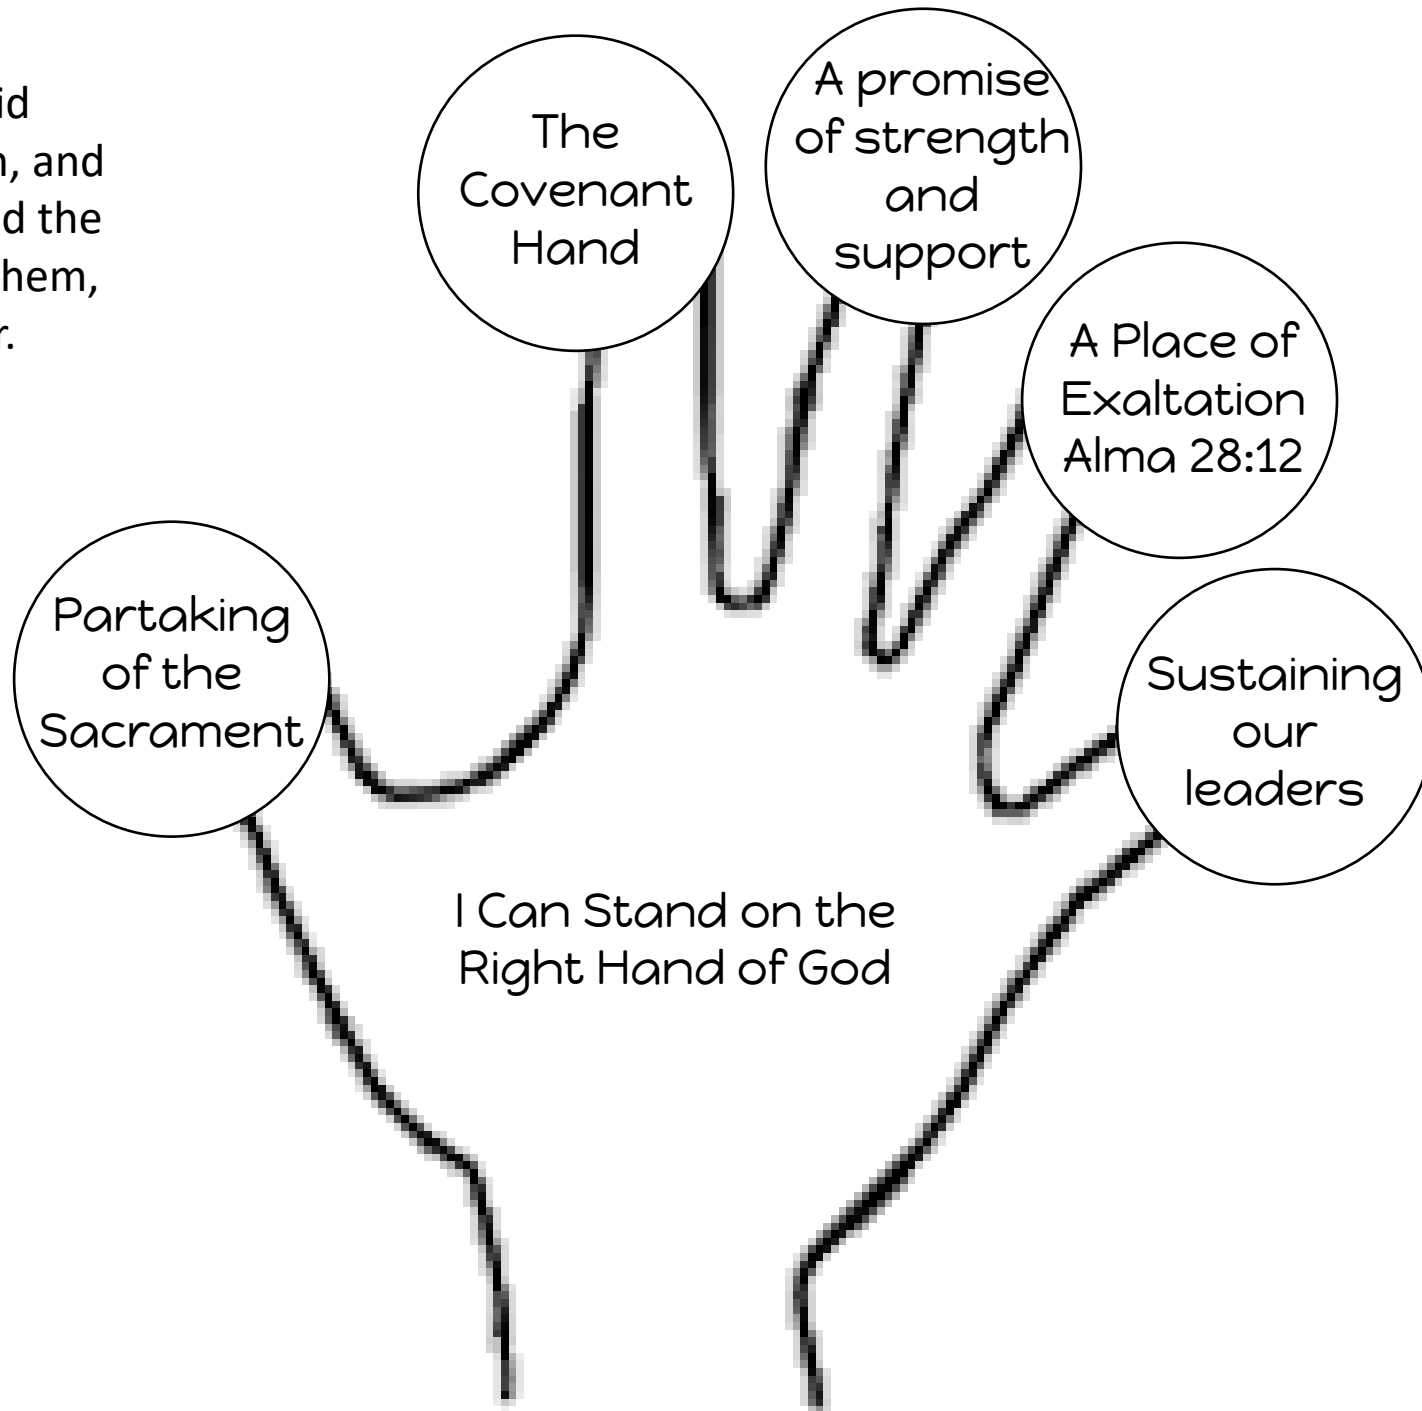 id
, and
d the
hem,
The
Covenant
Hand
A promise
of strength
and
support
A Place of
Exaltation
Alma 28:12
Partaking
of the
Sacrament
Sustaining
our
leaders
I Can Stand on the
Right Hand of God